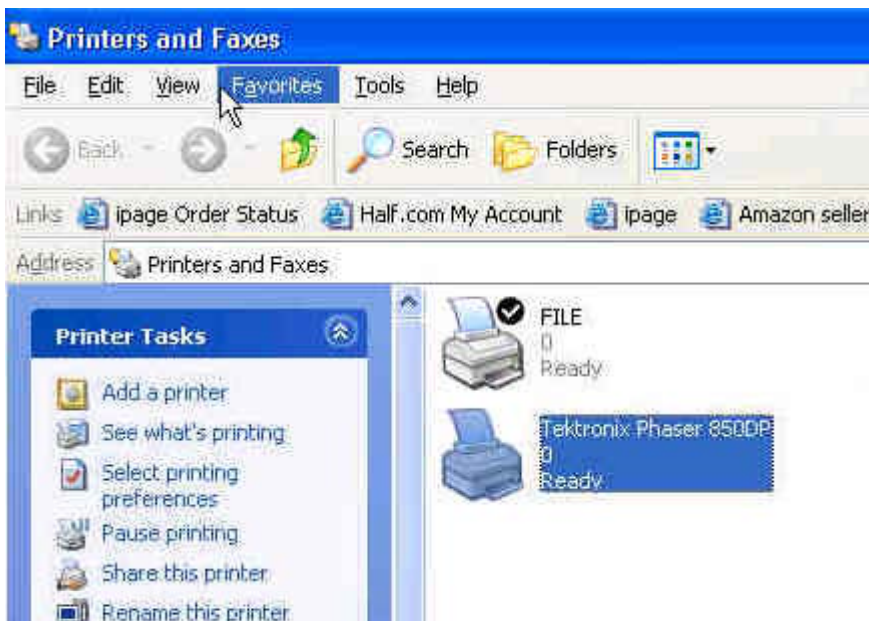 Printers and Faxes
File Edit View Favorites Tools Help
Back Search Folders
Links ipage Order Status Half.com My Account ipage Amazon seller
Address Printers and Faxes
Printer Tasks
Add a printer
See what's printing
Select printing
preferences
Pause printing
Share this printer
Rename this printer
FILE
0
Ready
Tektronix Phaser 850DP
0
Ready